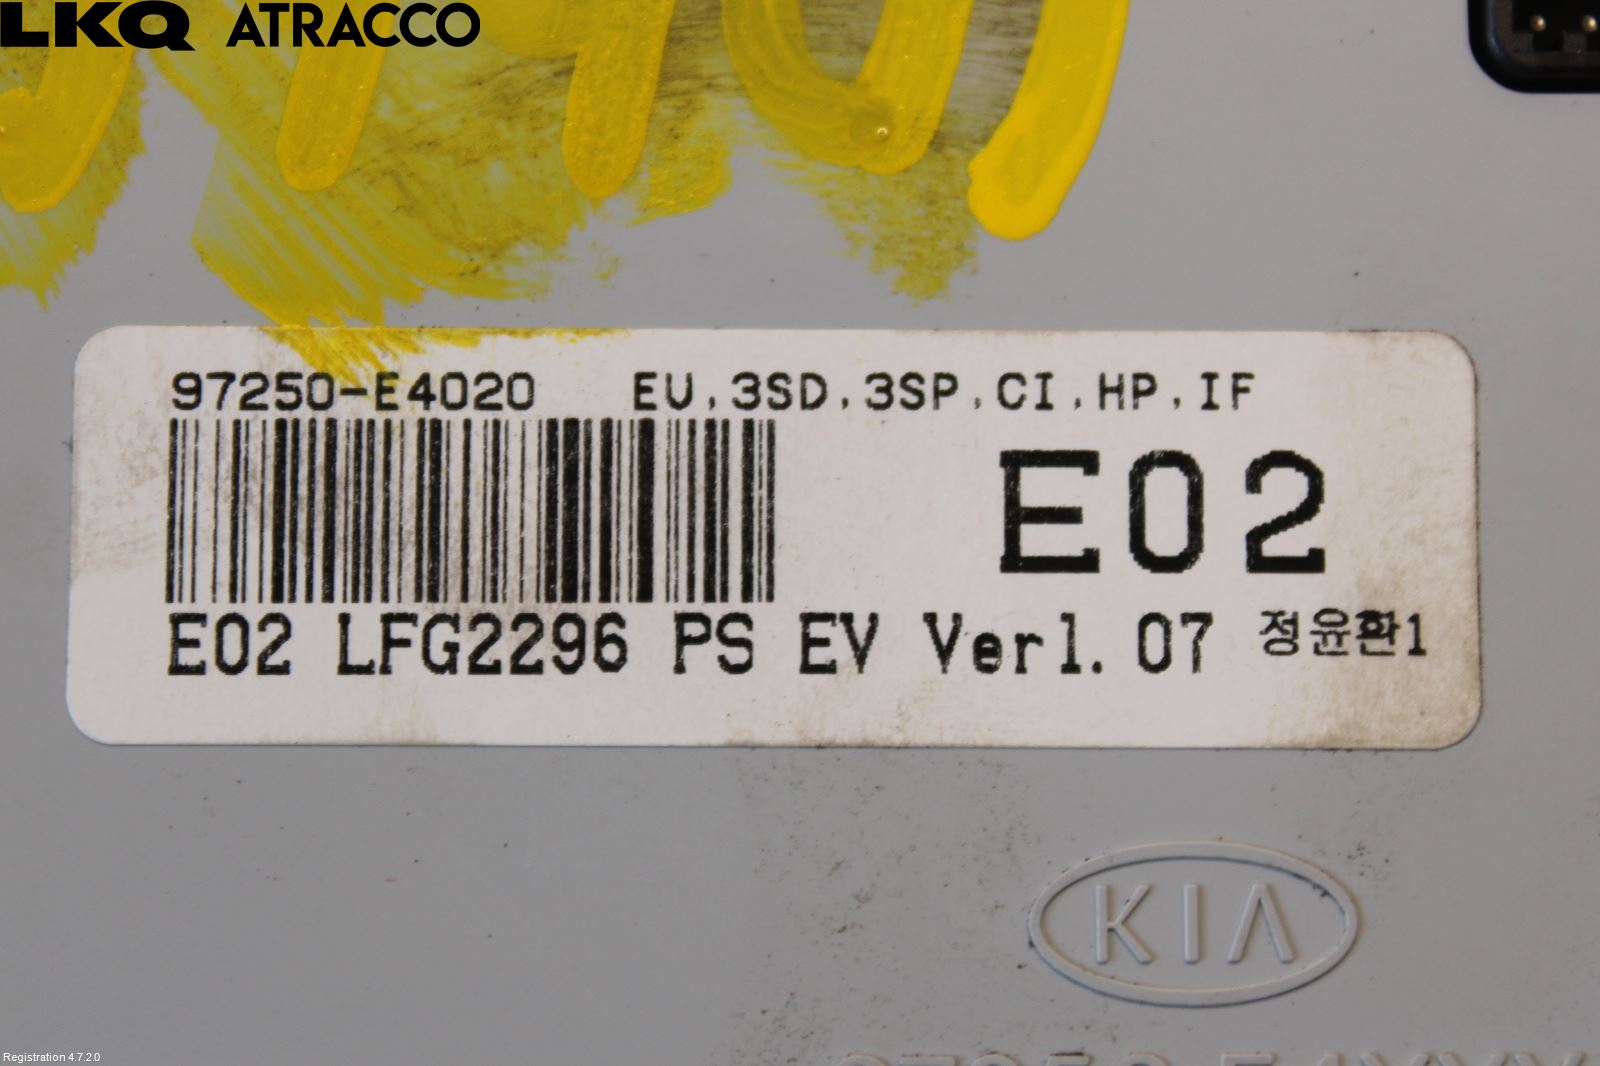 LKQ ATRACCO
97250-E4020 EU,3SD,3SP,CI,HP,IF
E02
E02 LFG2296 PS EV Ver1.07 정윤환1
KIA
Registration 4.7.2.0